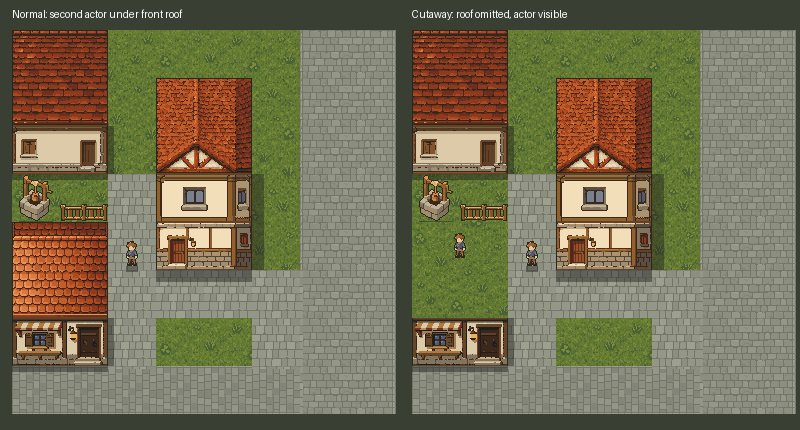 Normal: second actor under front roof
Cutaway: roof omitted, actor visible